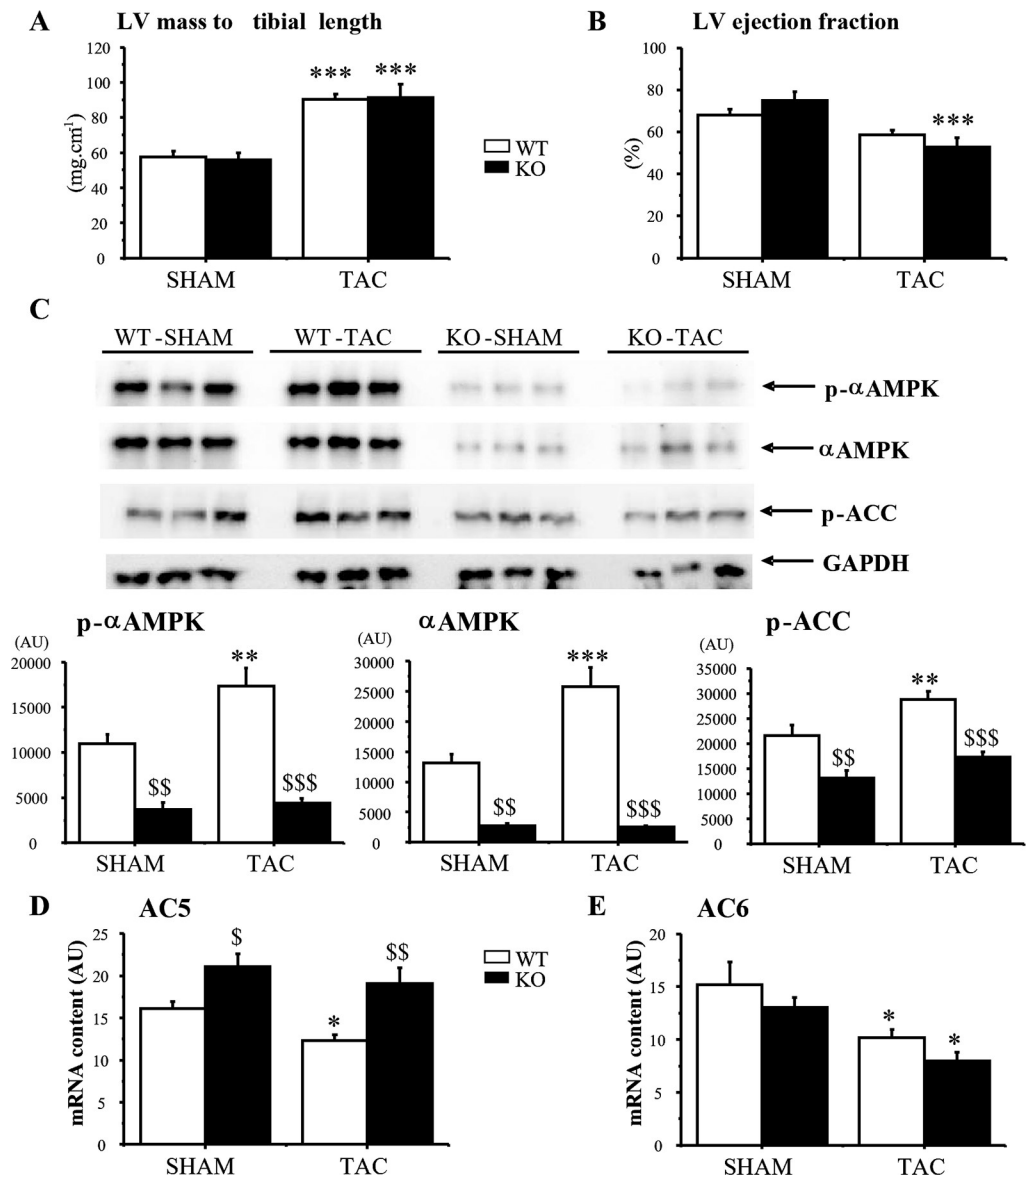 A LV mass to tibial length
120
100
80
60
40
20
0
(mg.cm¹)
*** ***
SHAM TAC
WT
KO
B LV ejection fraction
100
80
60
40
20
0
(%)
***
SHAM TAC
C
WT-SHAM WT-TAC KO-SHAM KO-TAC
p-αAMPK
αAMPK
p-ACC
GAPDH
p-αAMPK
(AU)
20000
15000
10000
5000
0
**
$$ $$$
SHAM TAC
αAMPK
(AU)
30000
25000
20000
15000
10000
5000
0
***
$$ $$$
SHAM TAC
p-ACC
(AU)
35000
30000
25000
20000
15000
10000
5000
0
**
$$ $$$
SHAM TAC
D AC5
mRNA content (AU)
25
20
15
10
5
0
$ $$
*
SHAM TAC
WT
KO
E AC6
mRNA content (AU)
20
15
10
5
0
* *
SHAM TAC